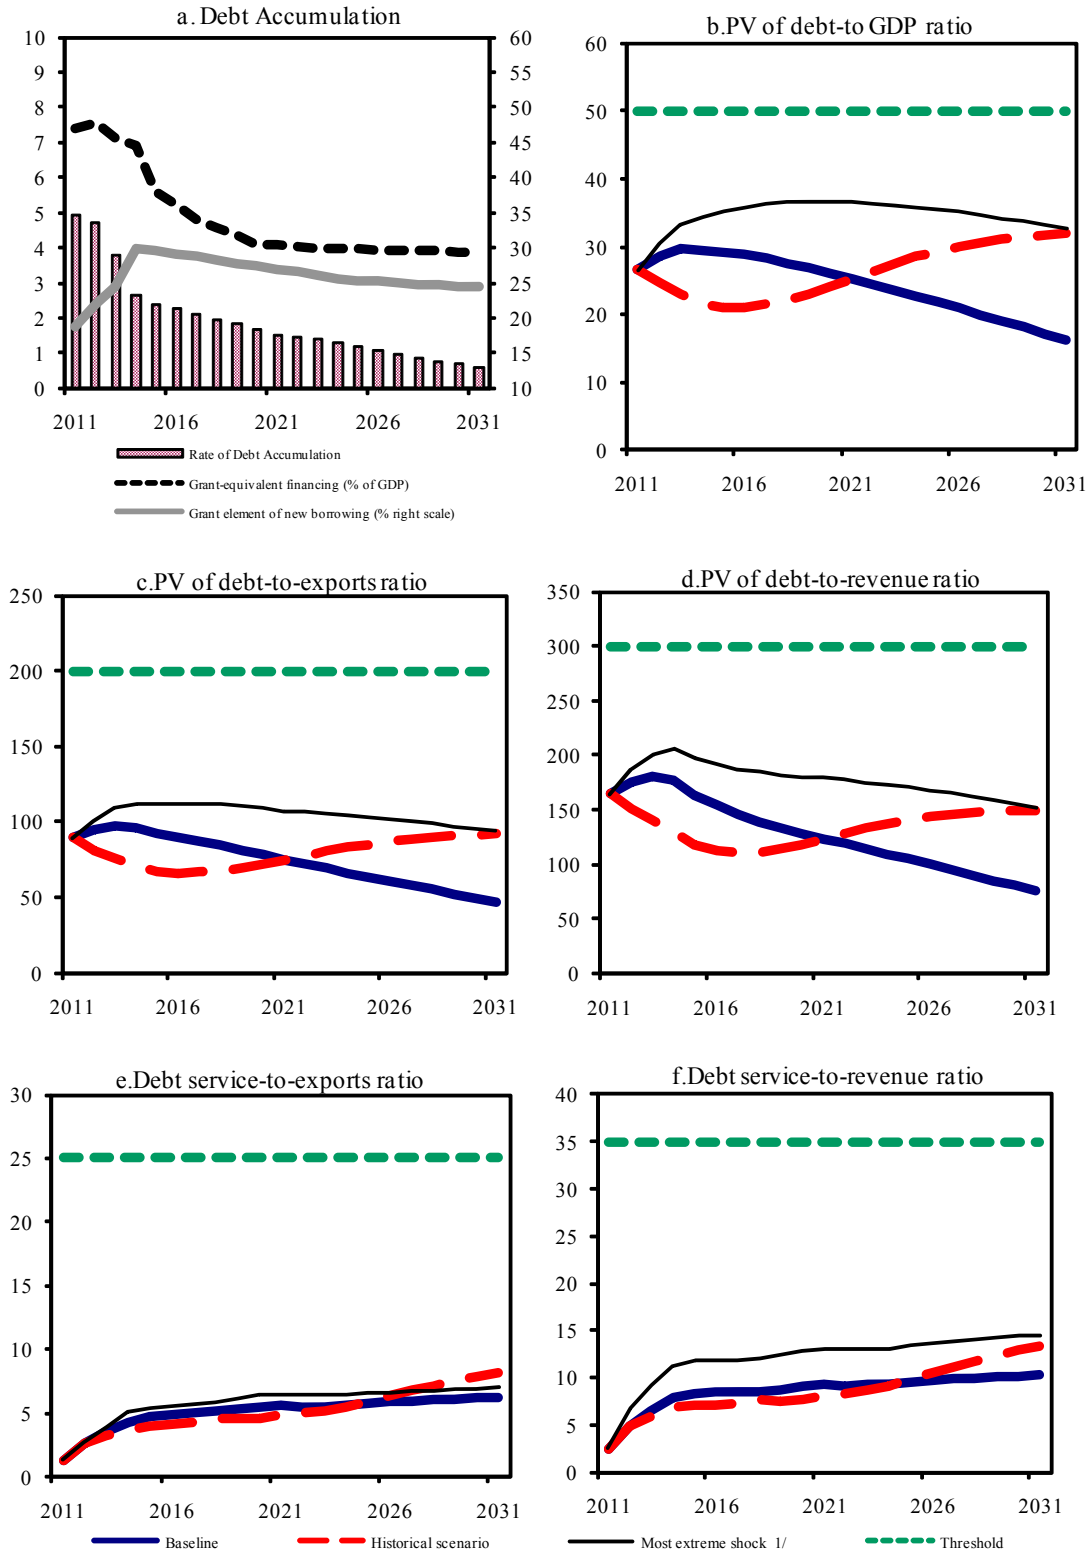 a. Debt Accumulation
10 9 8 7 6 5 4 3 2 1 0
60 55 50 45 40 35 30 25 20 15 10
2011 2016 2021 2026 2031
Rate of Debt Accumulation
Grant-equivalent financing (% of GDP)
Grant element of new borrowing (% right scale)
b.PV of debt-to GDP ratio
60 50 40 30 20 10 0
2011 2016 2021 2026 2031
c.PV of debt-to-exports ratio
250 200 150 100 50 0
2011 2016 2021 2026 2031
d.PV of debt-to-revenue ratio
350 300 250 200 150 100 50 0
2011 2016 2021 2026 2031
e.Debt service-to-exports ratio
30 25 20 15 10 5 0
2011 2016 2021 2026 2031
f.Debt service-to-revenue ratio
40 35 30 25 20 15 10 5 0
2011 2016 2021 2026 2031
Baseline Historical scenario Most extreme shock 1/ Threshold